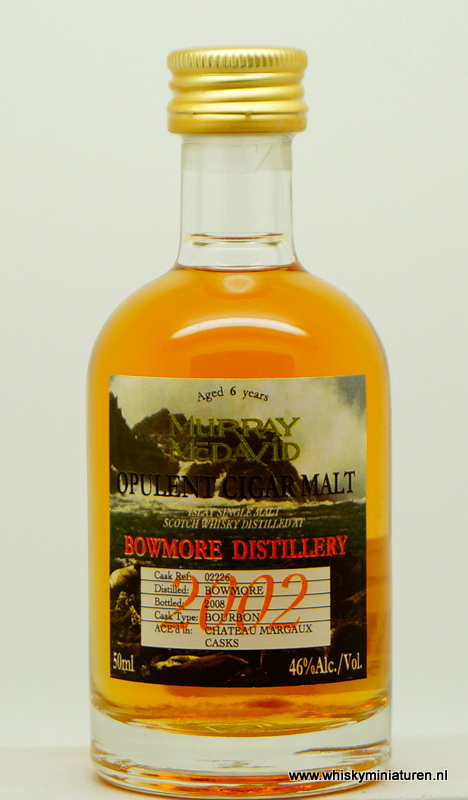 Aged 6 years
MURRAY
McDAVID
OPULENT CIGAR MALT
ISLAY SINGLE MALT
SCOTCH WHISKY DISTILLED AT
BOWMORE DISTILLERY
2002
Cask Ref: 02226
Distilled: BOWMORE
Bottled: 2008
Cask Type: BOURBON
ACE'd in: CHATEAU MARGAUX
CASKS
50ml 46%Alc./Vol.
www.whiskyminiaturen.nl